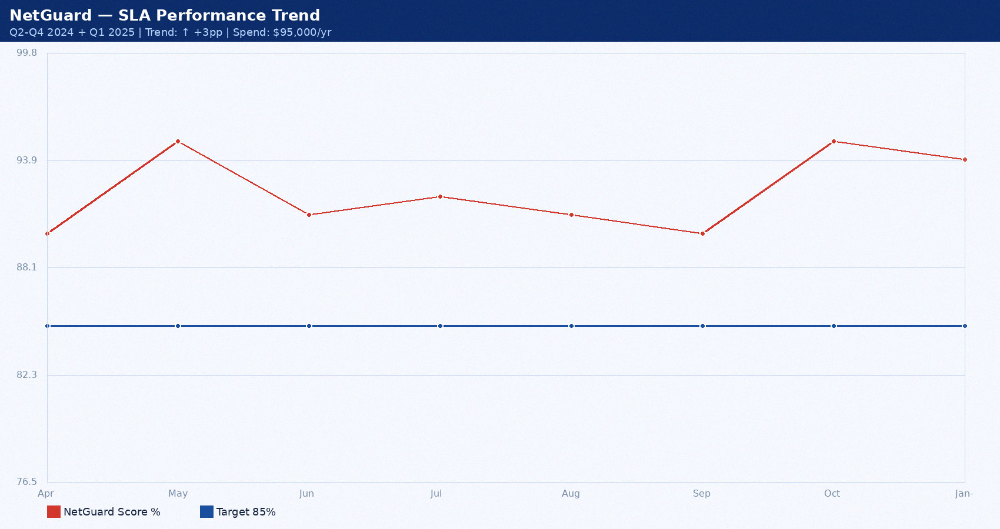 NetGuard — SLA Performance Trend
Q2-Q4 2024 + Q1 2025 | Trend: ↑ +3pp | Spend: $95,000/yr
99.8
93.9
88.1
82.3
76.5
Apr May Jun Jul Aug Sep Oct Jan-
NetGuard Score % Target 85%